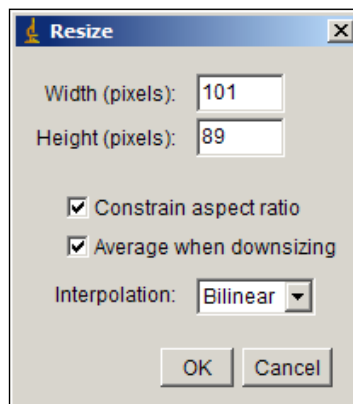 Resize
Width (pixels): 101
Height (pixels): 89
Constrain aspect ratio
Average when downsizing
Interpolation: Bilinear
OK Cancel